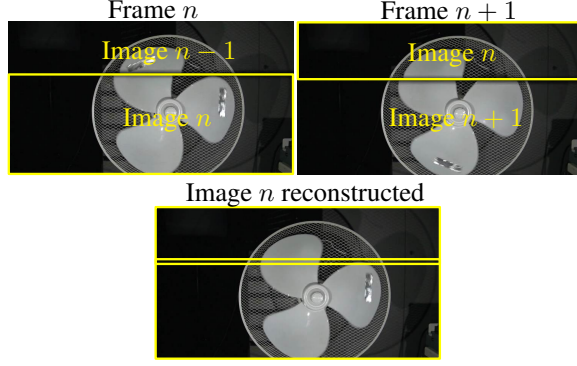 Frame n
Frame n + 1
Image n − 1
Image n
Image n
Image n + 1
Image n reconstructed